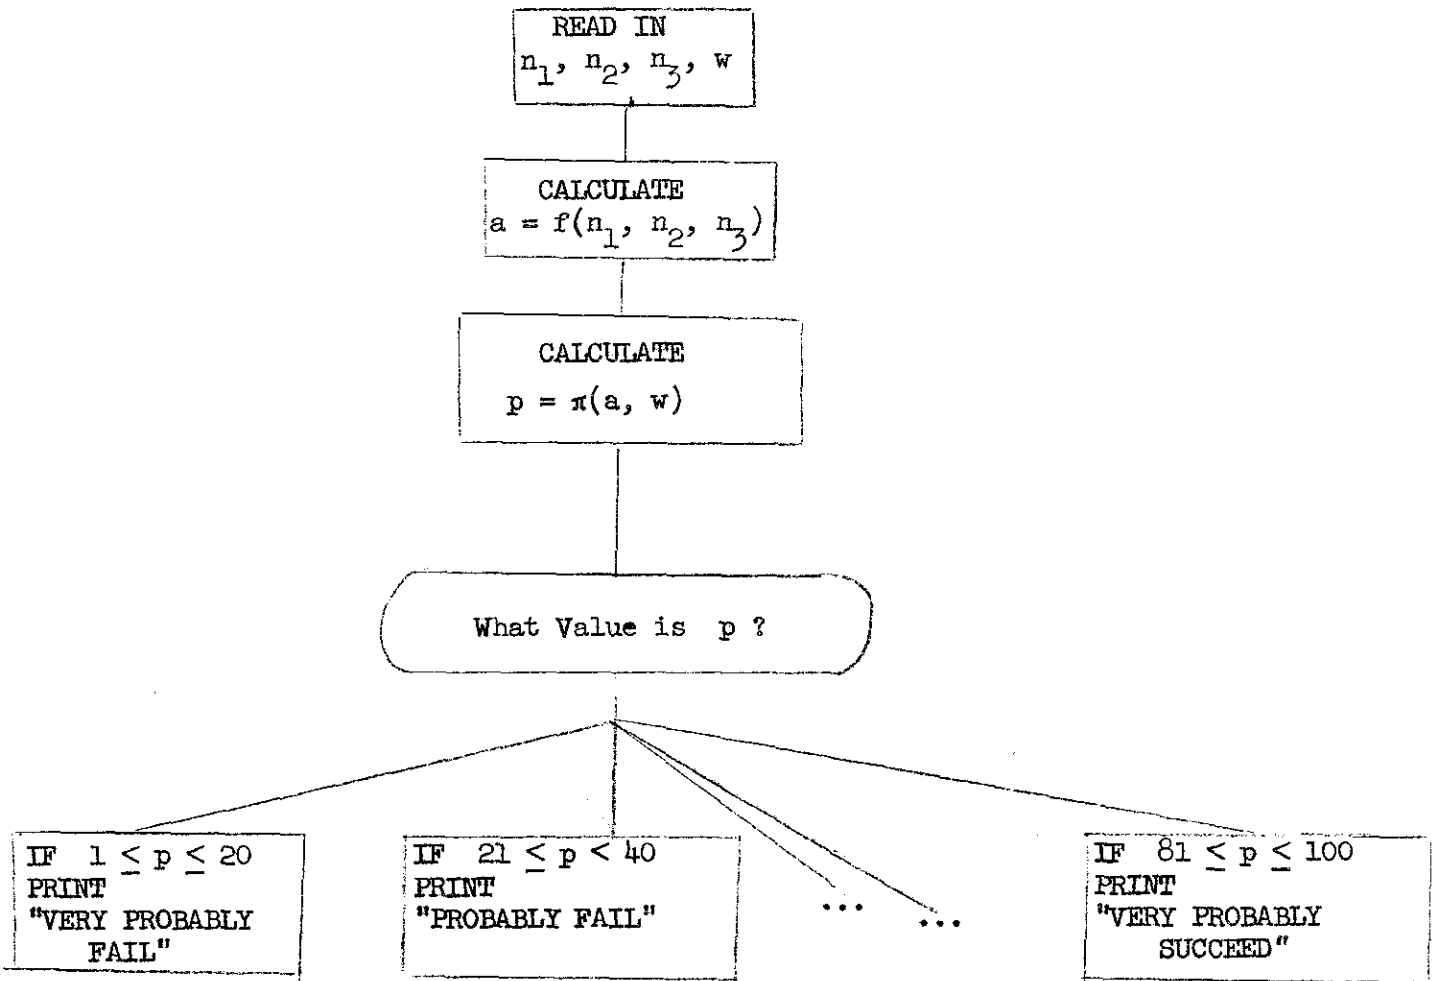 READ IN
n₁, n₂, n₃, w
CALCULATE
a = f(n₁, n₂, n₃)
CALCULATE
p = π(a, w)
What Value is p ?
IF 1 ≤ p ≤ 20
PRINT
"VERY PROBABLY
FAIL"
IF 21 ≤ p < 40
PRINT
"PROBABLY FAIL"
...
...
IF 81 ≤ p ≤ 100
PRINT
"VERY PROBABLY
SUCCEED"